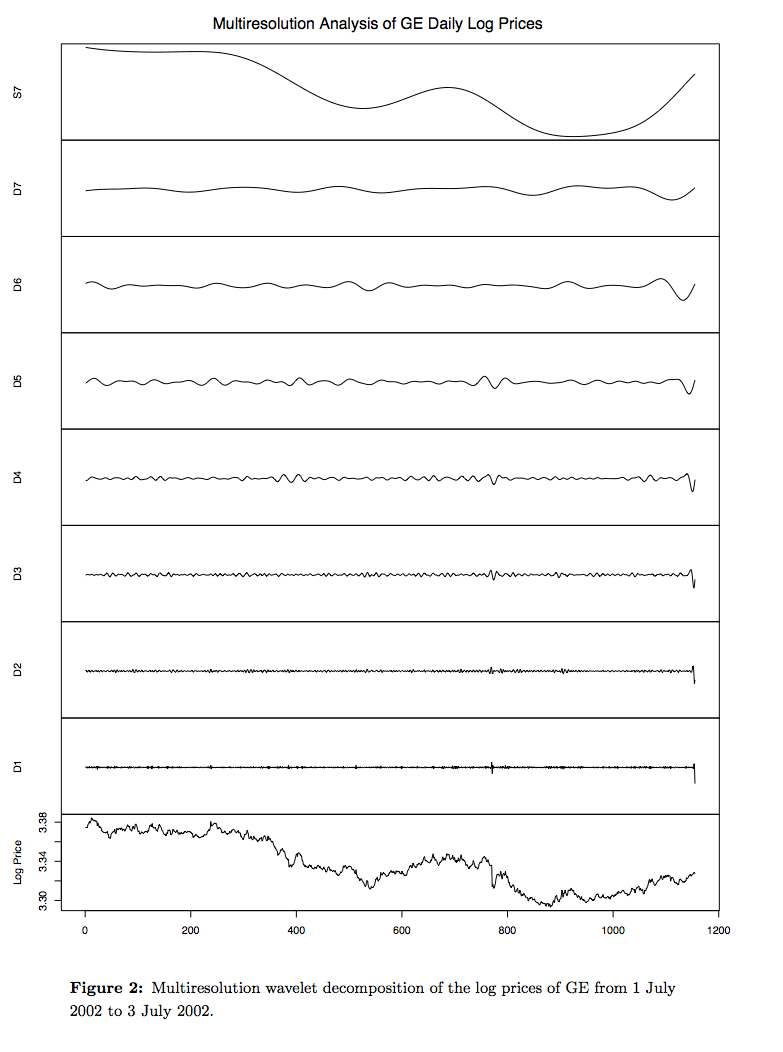 Multiresolution Analysis of GE Daily Log Prices
S7
D7
D6
D5
D4
D3
D2
D1
Log Price
3.38
3.34
3.30
0 200 400 600 800 1000 1200
Figure 2: Multiresolution wavelet decomposition of the log prices of GE from 1 July
2002 to 3 July 2002.